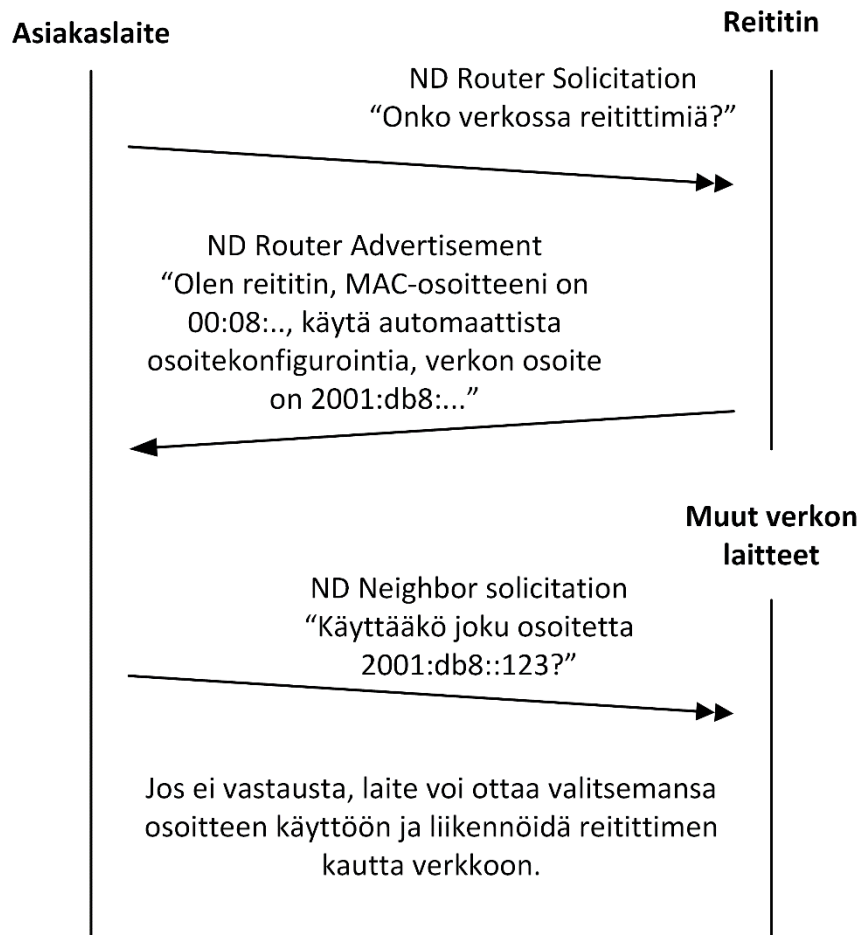 Asiakaslaite
Reititin
ND Router Solicitation
“Onko verkossa reitittimiä?”
ND Router Advertisement
“Olen reititin, MAC-osoitteeni on
00:08:.., käytä automaattista
osoitekonfigurointia, verkon osoite
on 2001:db8:...”
Muut verkon
laitteet
ND Neighbor solicitation
“Käyttääkö joku osoitetta
2001:db8::123?”
Jos ei vastausta, laite voi ottaa valitsemansa
osoitteen käyttöön ja liikennöidä reitittimen
kautta verkkoon.